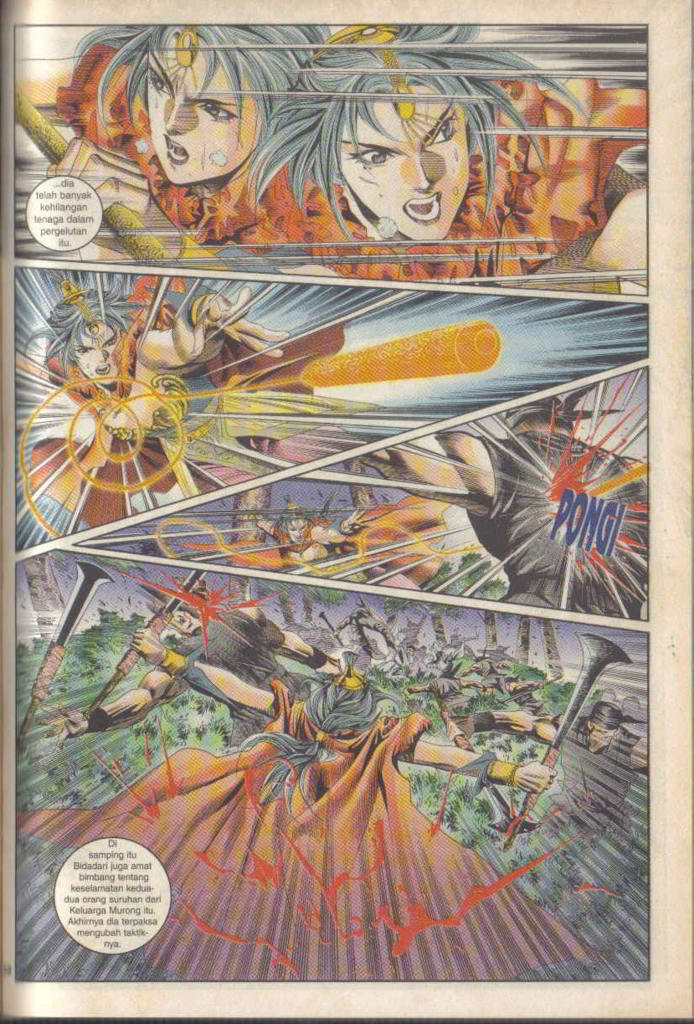 ...dia
telah banyak
kehilangan
tenaga dalam
pergelutan
itu.
PONG!
Di
samping itu
Bidadari juga amat
bimbang tentang
keselamatan kedua-
dua orang suruhan dari
Keluarga Murong itu.
Akhirnya dia terpaksa
mengubah taktik-
nya.